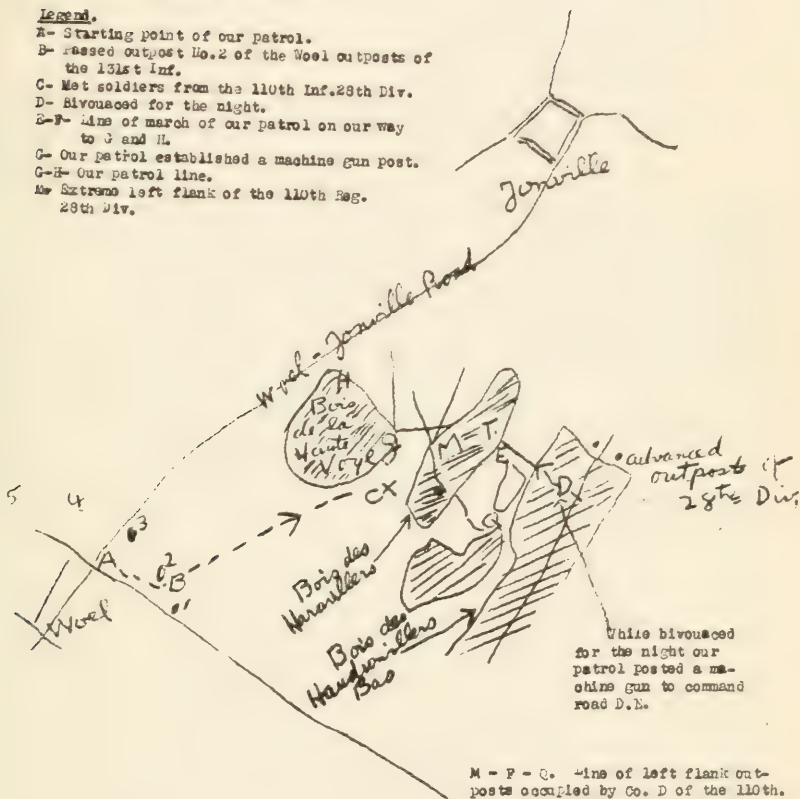 Legend.
A- Starting point of our patrol.
B- Passed outpost No.2 of the Woel outposts of
the 131st Inf.
C- Met soldiers from the 110th Inf.28th Div.
D- Bivouaced for the night.
E-F- Line of march of our patrol on our way
to G and H.
G- Our patrol established a machine gun post.
G-H- Our patrol line.
M- Extreme left flank of the 110th Reg.
28th Div.
Jonville
Woel - Jonville Road
H
Bois
de la
Haute
Voye
G
M
F.
E
D
advanced
outposts of
28th Div.
CX
Q
5
4
3
A
2
B
1
Woel
Bois des
Haravillers
Bois des
Haudronvillers
Bas
While bivouaced
for the night our
patrol posted a ma-
chine gun to command
road D.E.
M - F - Q. Line of left flank out-
posts occupied by Co. D of the 110th.